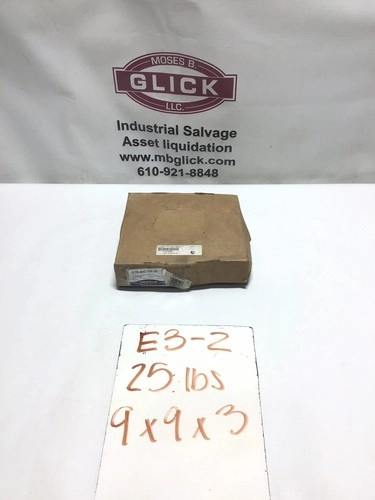 MOSES B.
GLICK
LLC.
Industrial Salvage
Asset liquidation
www.mbglick.com
610-921-8848
E3-2
25 lbs
9x9x3